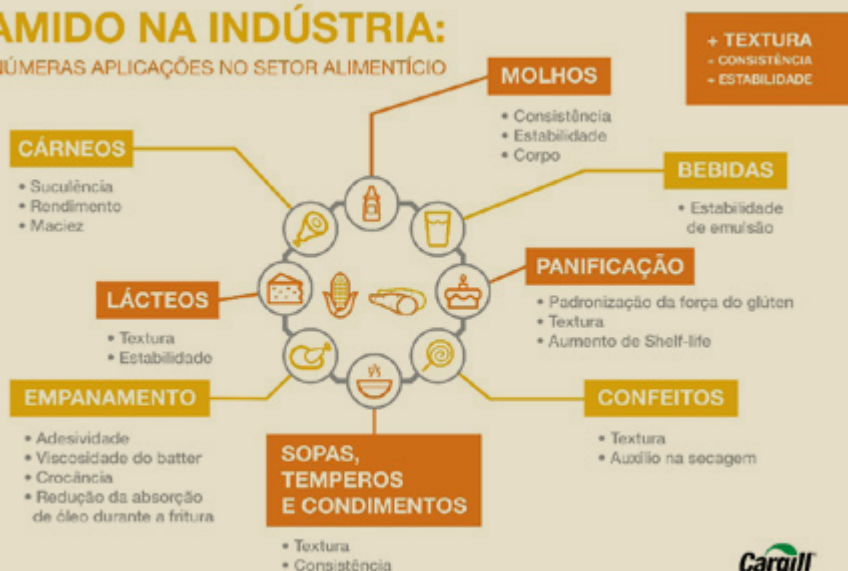 AMIDO NA INDÚSTRIA:
NÚMERAS APLICAÇÕES NO SETOR ALIMENTÍCIO
+ TEXTURA
+ CONSISTÊNCIA
+ ESTABILIDADE
MOLHOS
• Consistência
• Estabilidade
• Corpo
CÁRNEOS
• Suculência
• Rendimento
• Maciez
BEBIDAS
• Estabilidade
de emulsão
PANIFICAÇÃO
• Padronização da força do glúten
• Textura
• Aumento de Shelf-life
LÁCTEOS
• Textura
• Estabilidade
EMPANAMENTO
• Adesividade
• Viscosidade do batter
• Crocância
• Redução da absorção
de óleo durante a fritura
CONFEITOS
• Textura
• Auxílio na secagem
SOPAS,
TEMPEROS
E CONDIMENTOS
• Textura
• Consistência
Cargill